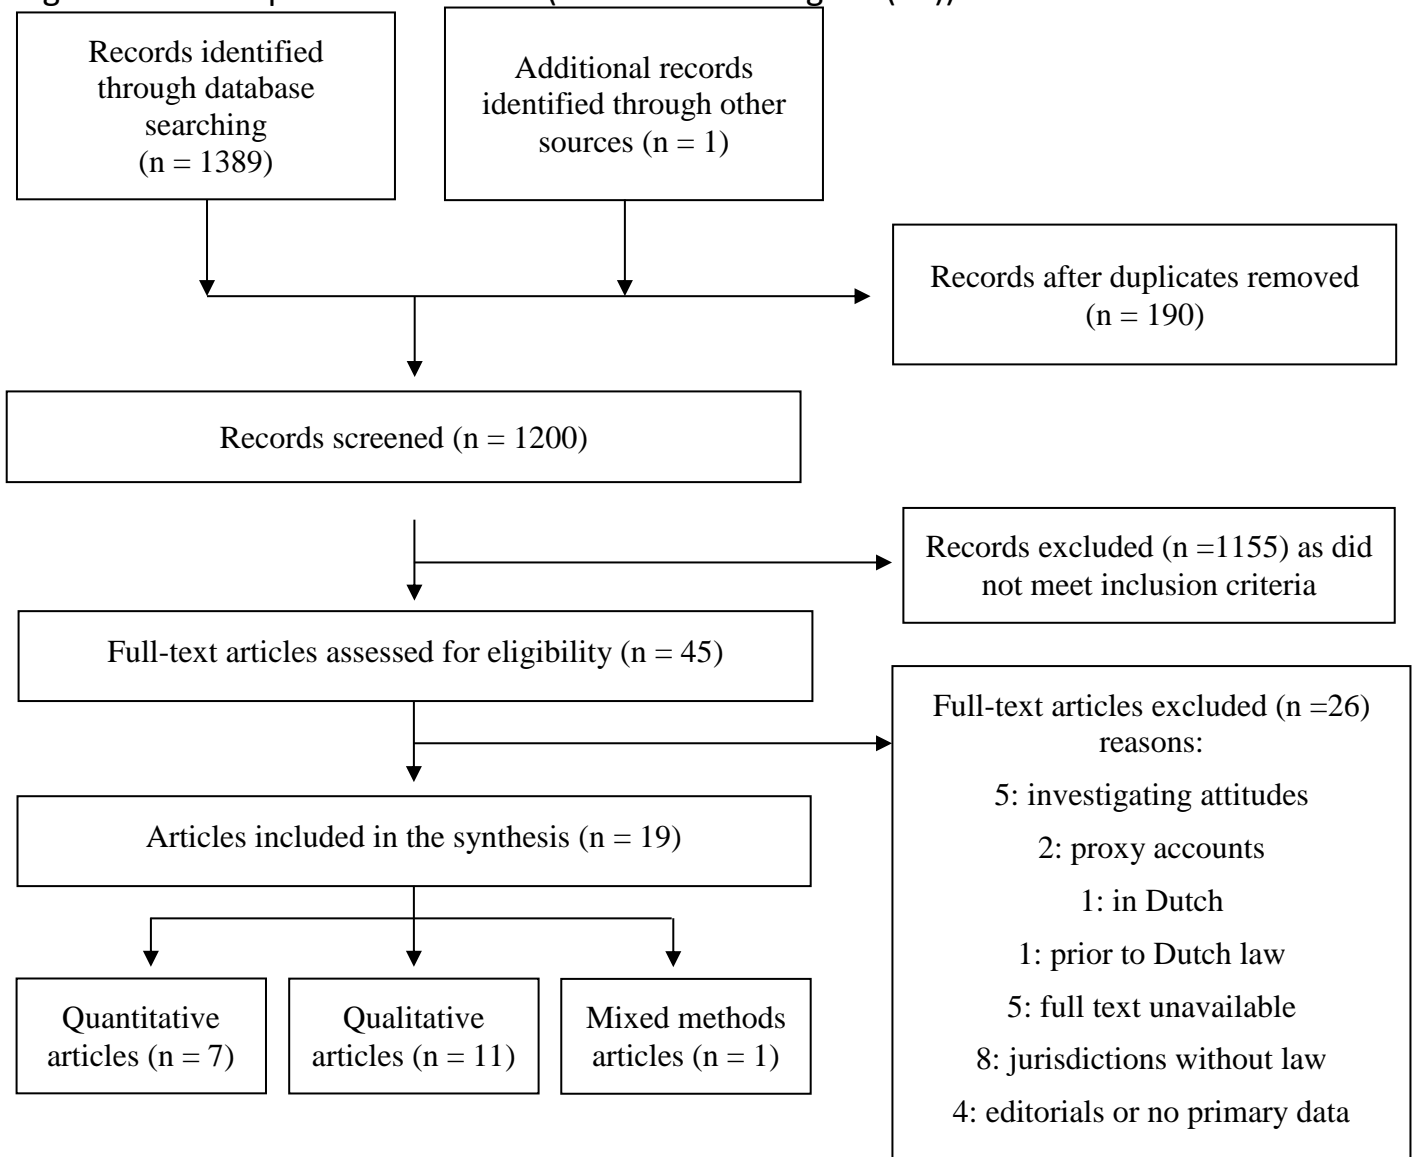 Records identified
through database
searching
(n = 1389)
Additional records
identified through other
sources (n = 1)
Records after duplicates removed
(n = 190)
Records screened (n = 1200)
Records excluded (n =1155) as did
not meet inclusion criteria
Full-text articles assessed for eligibility (n = 45)
Full-text articles excluded (n =26)
reasons:
5: investigating attitudes
2: proxy accounts
1: in Dutch
1: prior to Dutch law
5: full text unavailable
8: jurisdictions without law
4: editorials or no primary data
Articles included in the synthesis (n = 19)
Quantitative
articles (n = 7)
Qualitative
articles (n = 11)
Mixed methods
articles (n = 1)